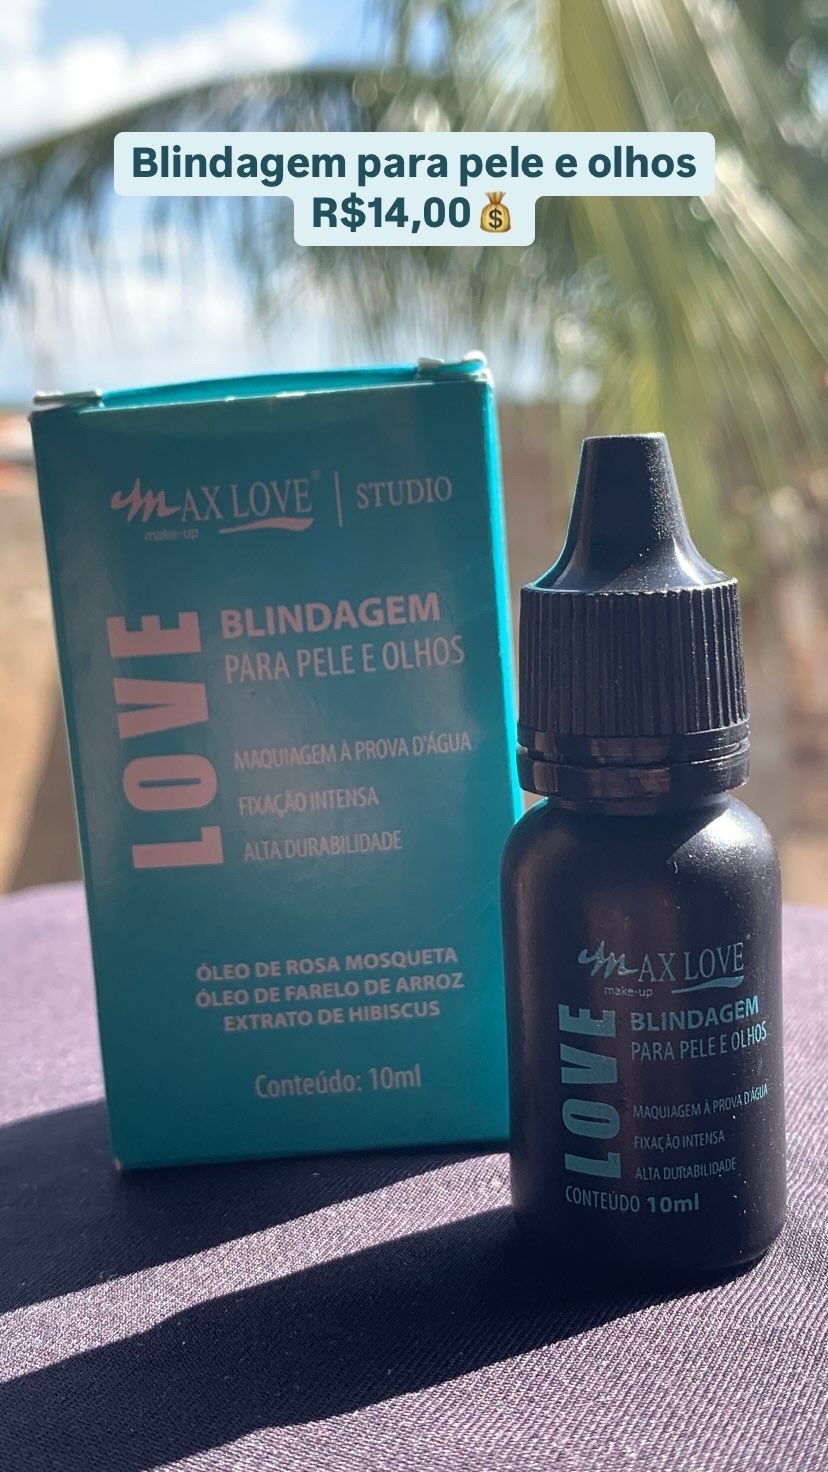 Blindagem para pele e olhos
R$14,00💰
MAX LOVE® | STUDIO
make-up
LOVE
BLINDAGEM
PARA PELE E OLHOS
MAQUIAGEM À PROVA D'ÁGUA
FIXAÇÃO INTENSA
ALTA DURABILIDADE
ÓLEO DE ROSA MOSQUETA
ÓLEO DE FARELO DE ARROZ
EXTRATO DE HIBISCUS
Conteúdo: 10ml
MAX LOVE
make-up
LOVE
BLINDAGEM
PARA PELE E OLHOS
MAQUIAGEM À PROVA D'ÁGUA
FIXAÇÃO INTENSA
ALTA DURABILIDADE
CONTEÚDO 10ml